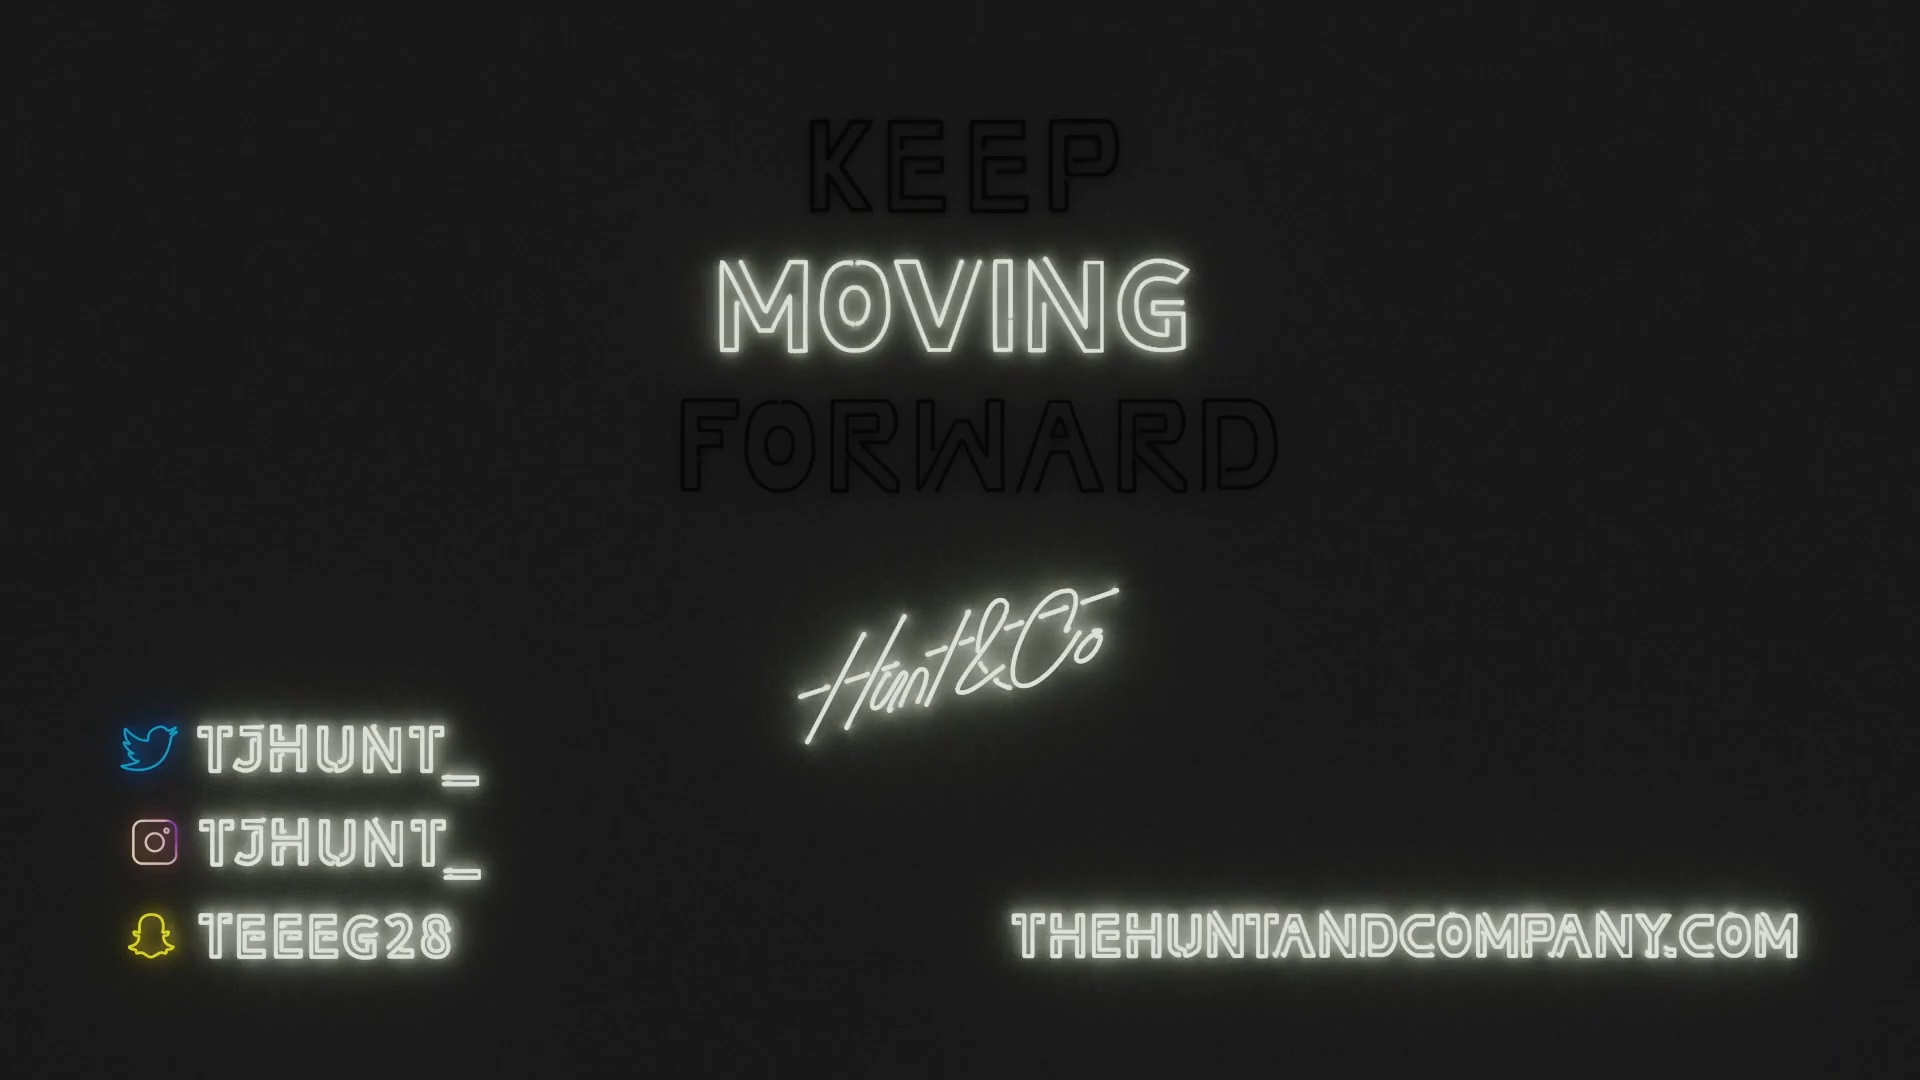 KEEP
MOVING
FORWARD
Hunt&Co
TJHUNT_
TJHUNT_
TEEEG28
THEHUNTANDCOMPANY.COM